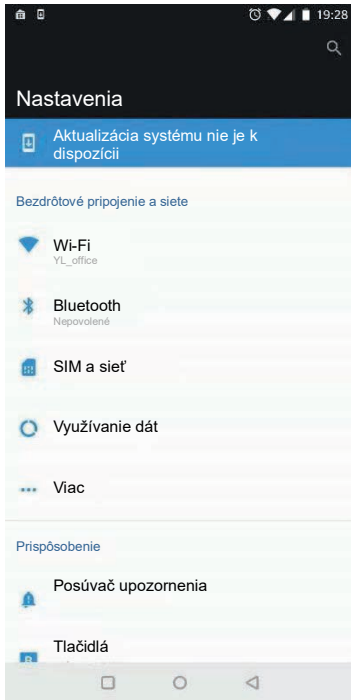 19:28
Nastavenia
Aktualizácia systému nie je k
dispozícii
Bezdrôtové pripojenie a siete
Wi-Fi
YL_office
Bluetooth
Nepovolené
SIM a sieť
Využívanie dát
Viac
Prispôsobenie
Posúvač upozornenia
Tlačidlá